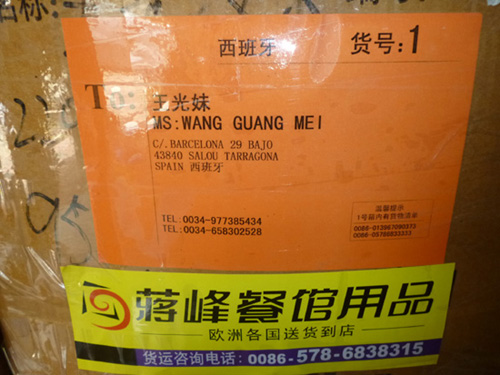 西班牙 货号:1
To: 王光妹
MS:WANG GUANG MEI
C/.BARCELONA 29 BAJO
43840 SALOU TARRAGONA
SPAIN 西班牙
TEL:0034-977385434
TEL:0034-658302528
温馨提示
1号箱内有货物清单
蒋峰餐馆用品
欧洲各国送货到店
货运咨询电话: 0086-578-6838315